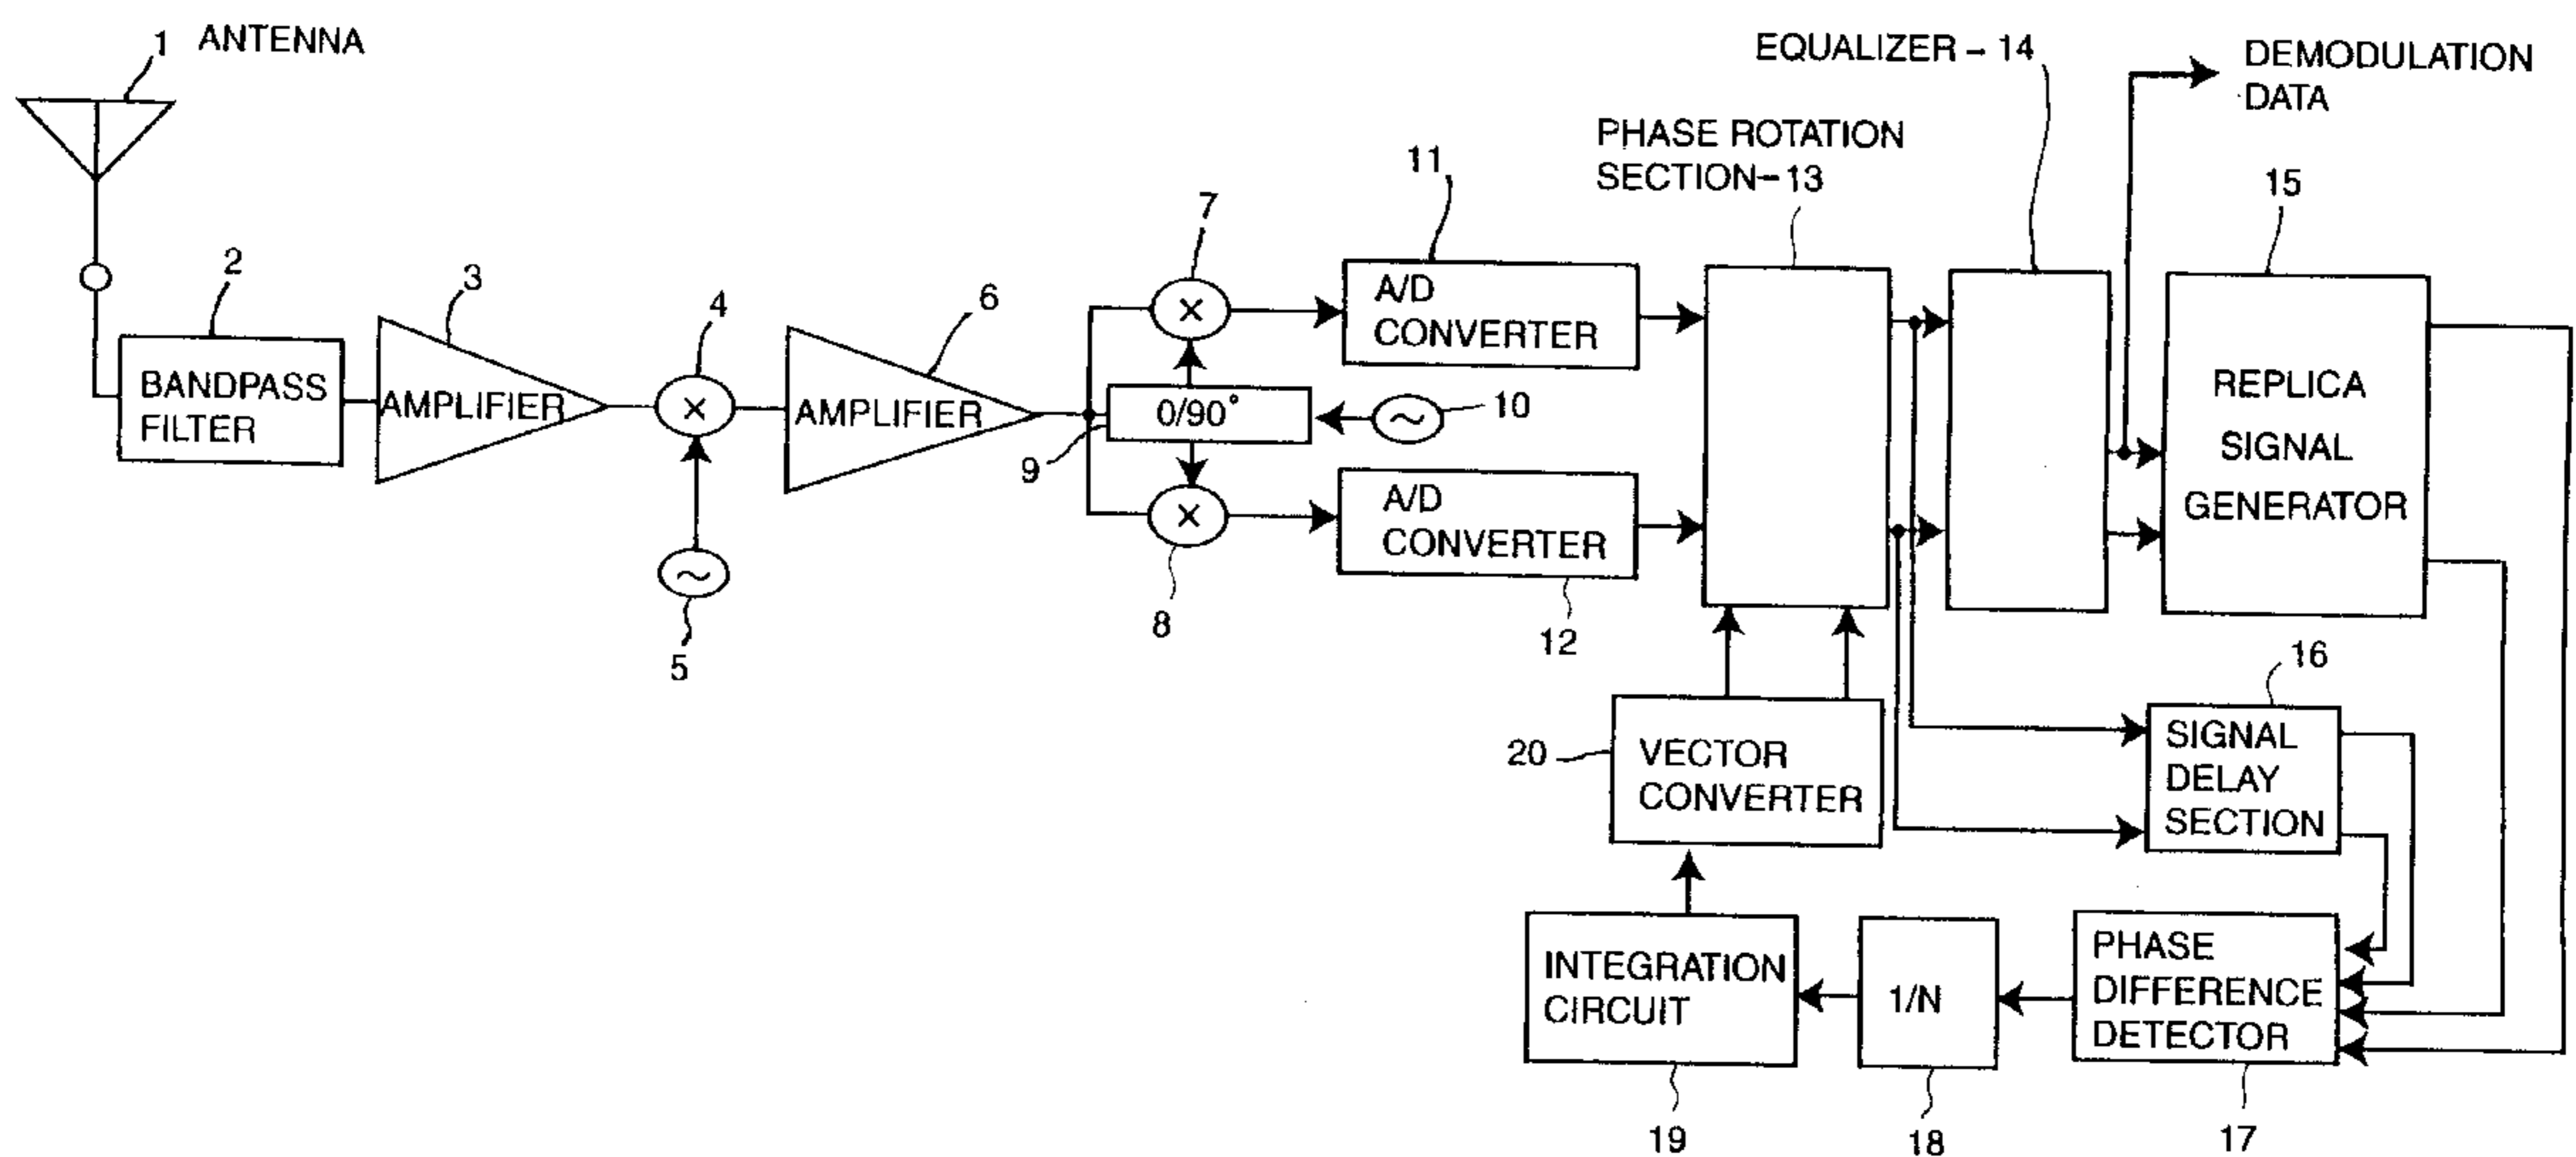 1 ANTENNA
EQUALIZER - 14
DEMODULATION
DATA
PHASE ROTATION
SECTION-13
11
15
7
2
3
4
6
A/D
CONVERTER
BANDPASS
FILTER
AMPLIFIER
×
AMPLIFIER
×
0/90°
10
REPLICA
SIGNAL
GENERATOR
9
×
A/D
CONVERTER
~
~
5
8
12
16
20
VECTOR
CONVERTER
SIGNAL
DELAY
SECTION
INTEGRATION
CIRCUIT
1/N
PHASE
DIFFERENCE
DETECTOR
19
18
17